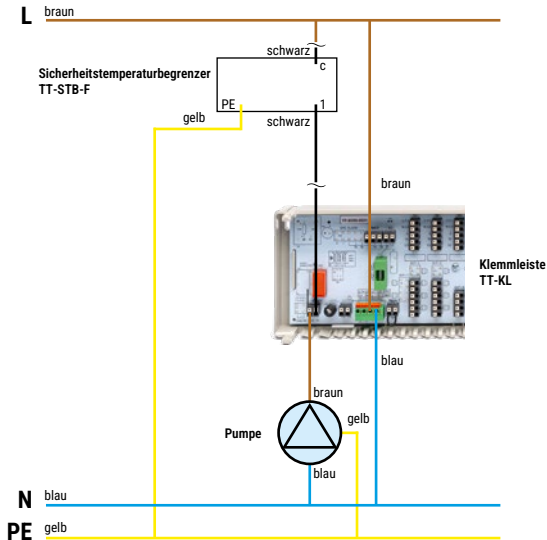 L braun
schwarz
c
Sicherheitstemperaturbegrenzer
TT-STB-F
PE 1
gelb schwarz
braun
Klemmleiste
TT-KL
blau
braun
gelb
Pumpe
blau
N blau
PE gelb